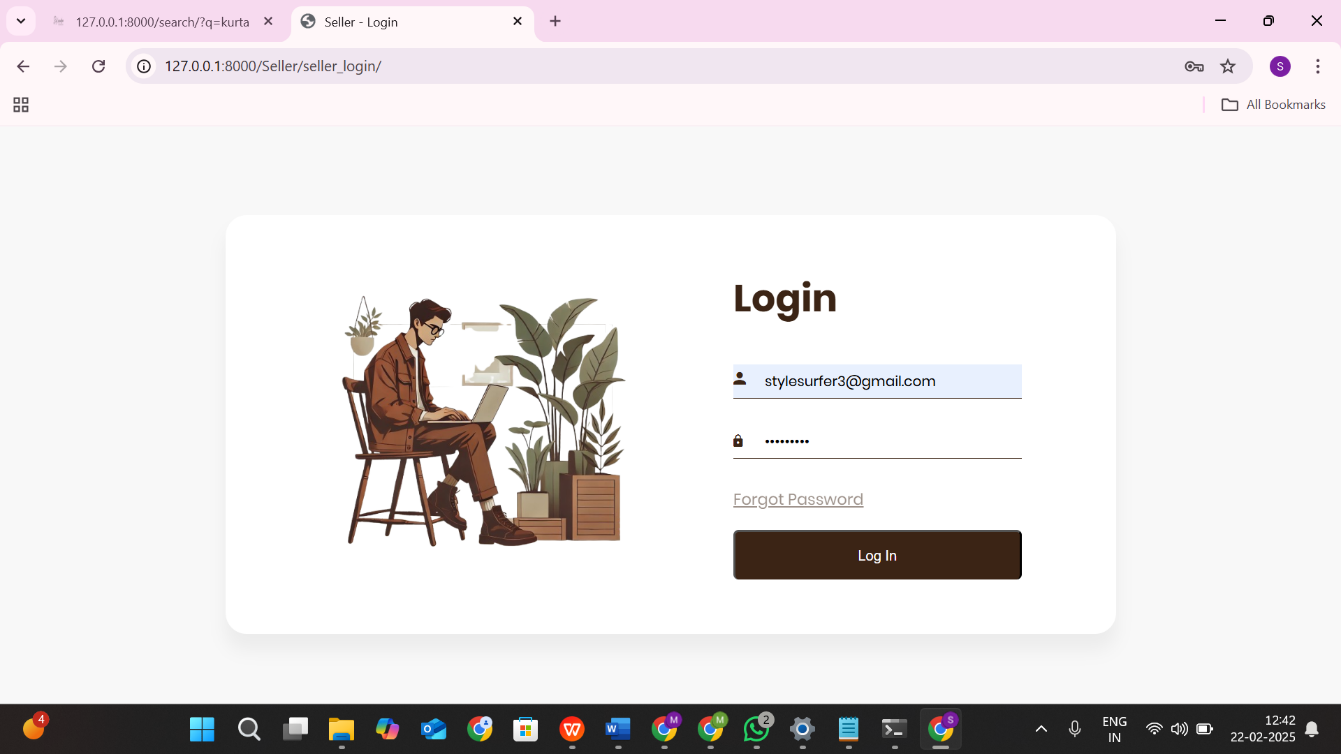 127.0.0.1:8000/search/?q=kurta
Seller - Login
127.0.0.1:8000/Seller/seller_login/
S
All Bookmarks
Login
stylesurfer3@gmail.com
•••••••••
Forgot Password
Log In
4
W
W
M
M
2
S
ENG
IN
12:42
22-02-2025